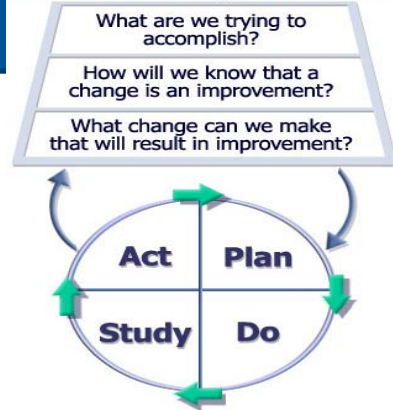 What are we trying to
accomplish?
How will we know that a
change is an improvement?
What change can we make
that will result in improvement?
Act
Plan
Study
Do